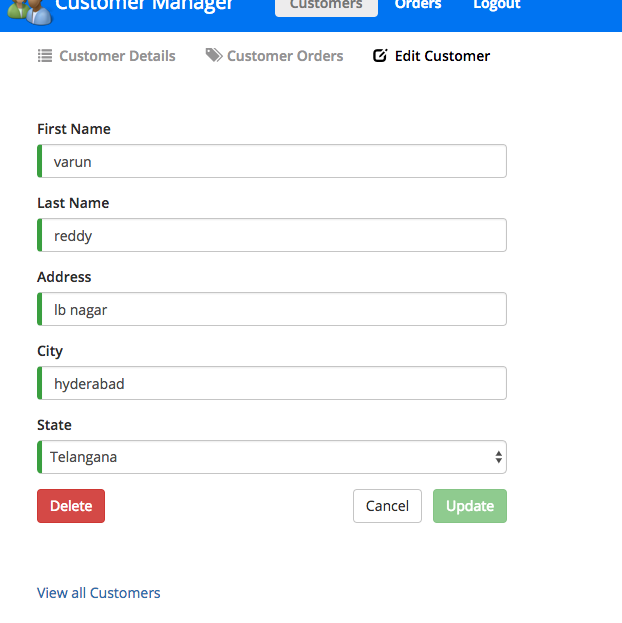 Customer Manager Customers Orders Logout
Customer Details Customer Orders Edit Customer
First Name
varun
Last Name
reddy
Address
lb nagar
City
hyderabad
State
Telangana
Delete Cancel Update
View all Customers